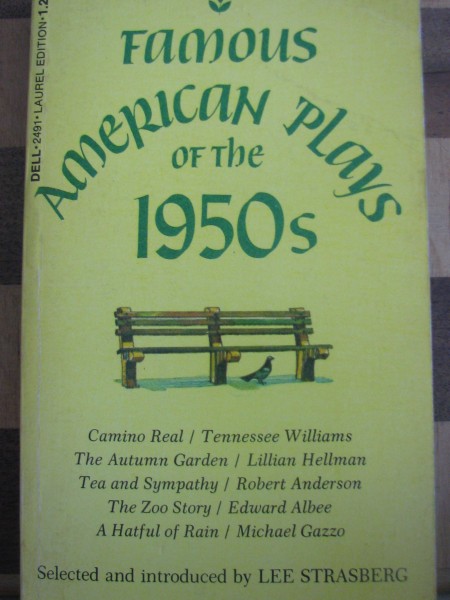 DELL • 2491 • LAUREL EDITION • 1.2
FAMOUS
AMERICAN PLAYS
OF THE
1950s
Camino Real / Tennessee Williams
The Autumn Garden / Lillian Hellman
Tea and Sympathy / Robert Anderson
The Zoo Story / Edward Albee
A Hatful of Rain / Michael Gazzo
Selected and introduced by LEE STRASBERG